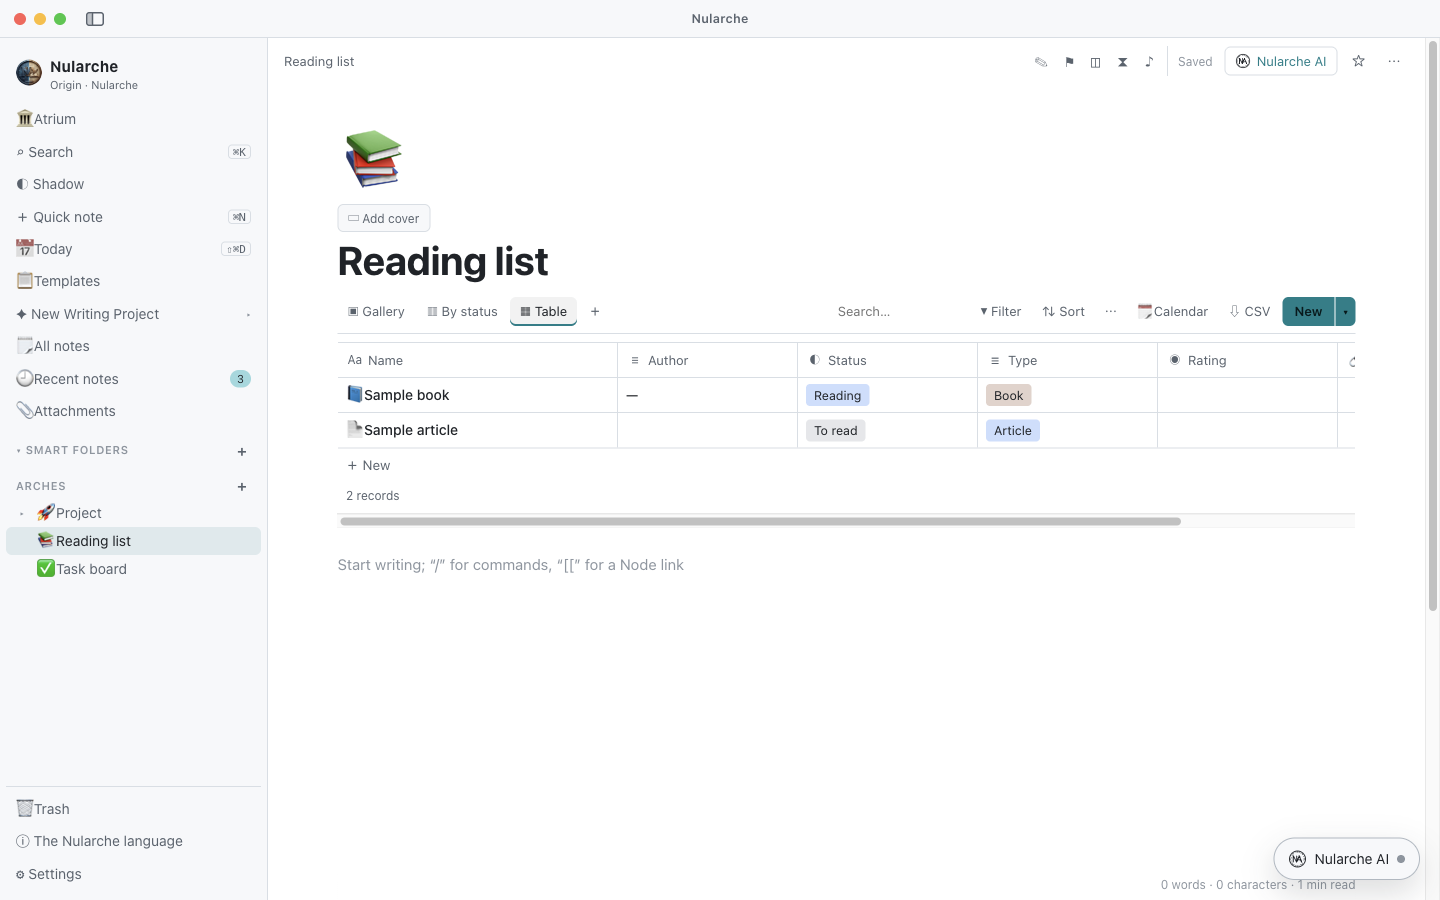 Nularche
Nularche
Origin · Nularche
Atrium
Search ⌘K
Shadow
+ Quick note ⌘N
Today ⇧⌘D
Templates
New Writing Project
All notes
Recent notes 3
Attachments
SMART FOLDERS +
ARCHES +
Project
Reading list
Task board
Trash
The Nularche language
Settings
Reading list
Saved
Nularche AI
Add cover
Reading list
Gallery By status Table +
Search... Filter Sort ··· Calendar CSV New
Aa Name Author Status Type Rating
Sample book — Reading Book
Sample article To read Article
+ New
2 records
Start writing; “/” for commands, “[[” for a Node link
Nularche AI
0 words · 0 characters · 1 min read